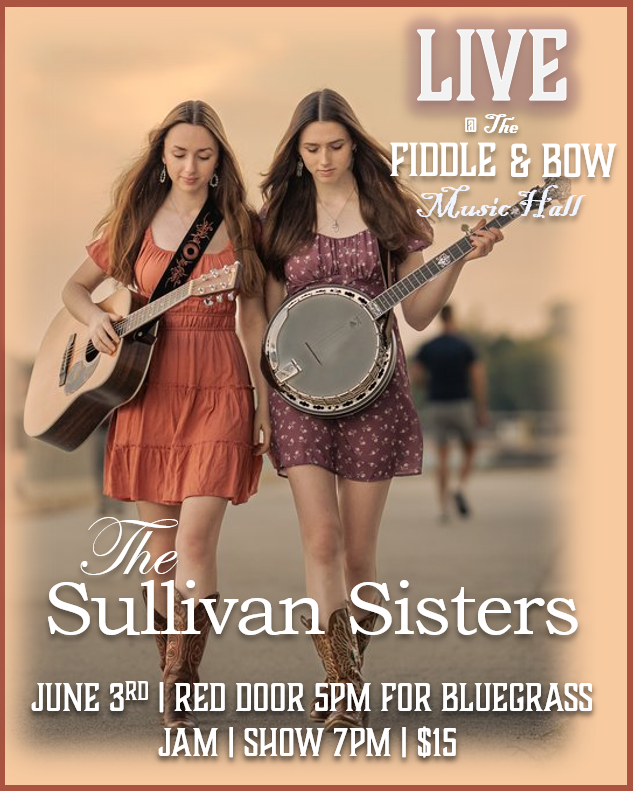 LIVE
@ The
FIDDLE & BOW
Music Hall
The
Sullivan Sisters
JUNE 3RD | RED DOOR 5PM FOR BLUEGRASS
JAM | SHOW 7PM | $15